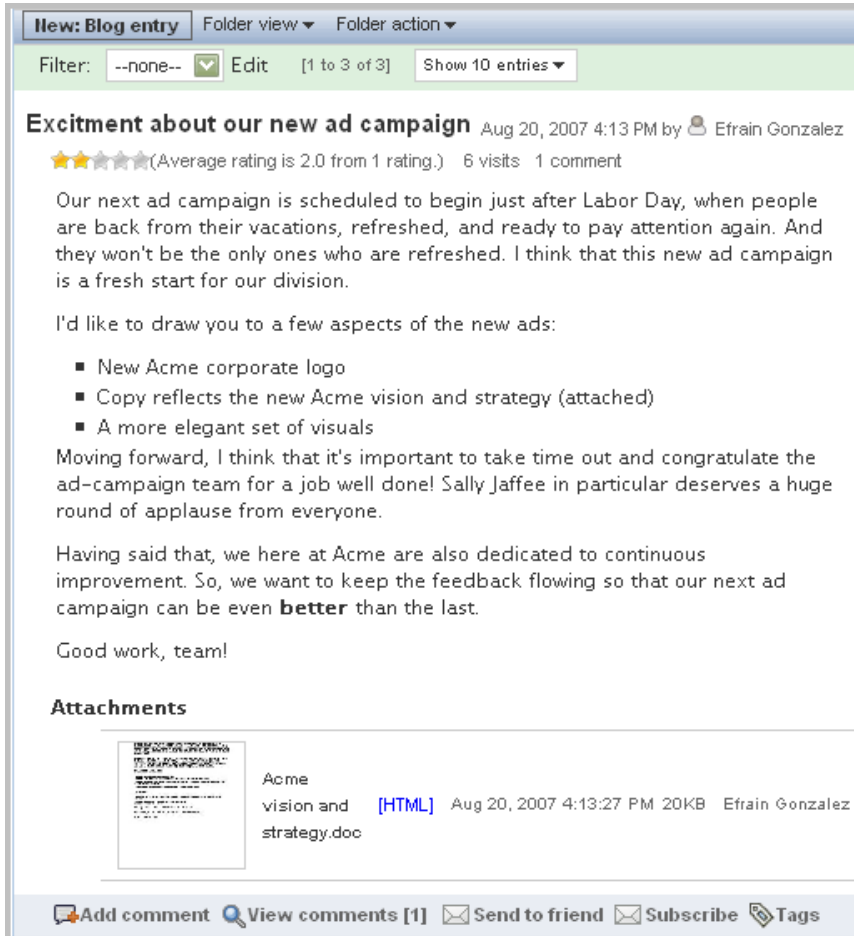 New: Blog entry Folder view Folder action
Filter: --none-- Edit [1 to 3 of 3] Show 10 entries
Excitment about our new ad campaign Aug 20, 2007 4:13 PM by Efrain Gonzalez
(Average rating is 2.0 from 1 rating.) 6 visits 1 comment
Our next ad campaign is scheduled to begin just after Labor Day, when people
are back from their vacations, refreshed, and ready to pay attention again. And
they won't be the only ones who are refreshed. I think that this new ad campaign
is a fresh start for our division.
I'd like to draw you to a few aspects of the new ads:
■ New Acme corporate logo
■ Copy reflects the new Acme vision and strategy (attached)
■ A more elegant set of visuals
Moving forward, I think that it's important to take time out and congratulate the
ad-campaign team for a job well done! Sally Jaffee in particular deserves a huge
round of applause from everyone.
Having said that, we here at Acme are also dedicated to continuous
improvement. So, we want to keep the feedback flowing so that our next ad
campaign can be even better than the last.
Good work, team!
Attachments
Acme
vision and
strategy.doc
[HTML] Aug 20, 2007 4:13:27 PM 20KB Efrain Gonzalez
Add comment View comments [1] Send to friend Subscribe Tags